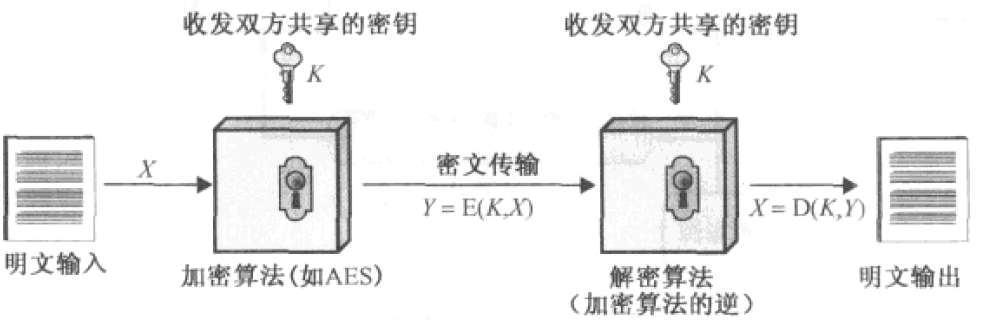 收发双方共享的密钥
收发双方共享的密钥
K
K
X
密文传输
Y = E(K,X)
X = D(K,Y)
明文输入
加密算法(如AES)
解密算法
(加密算法的逆)
明文输出